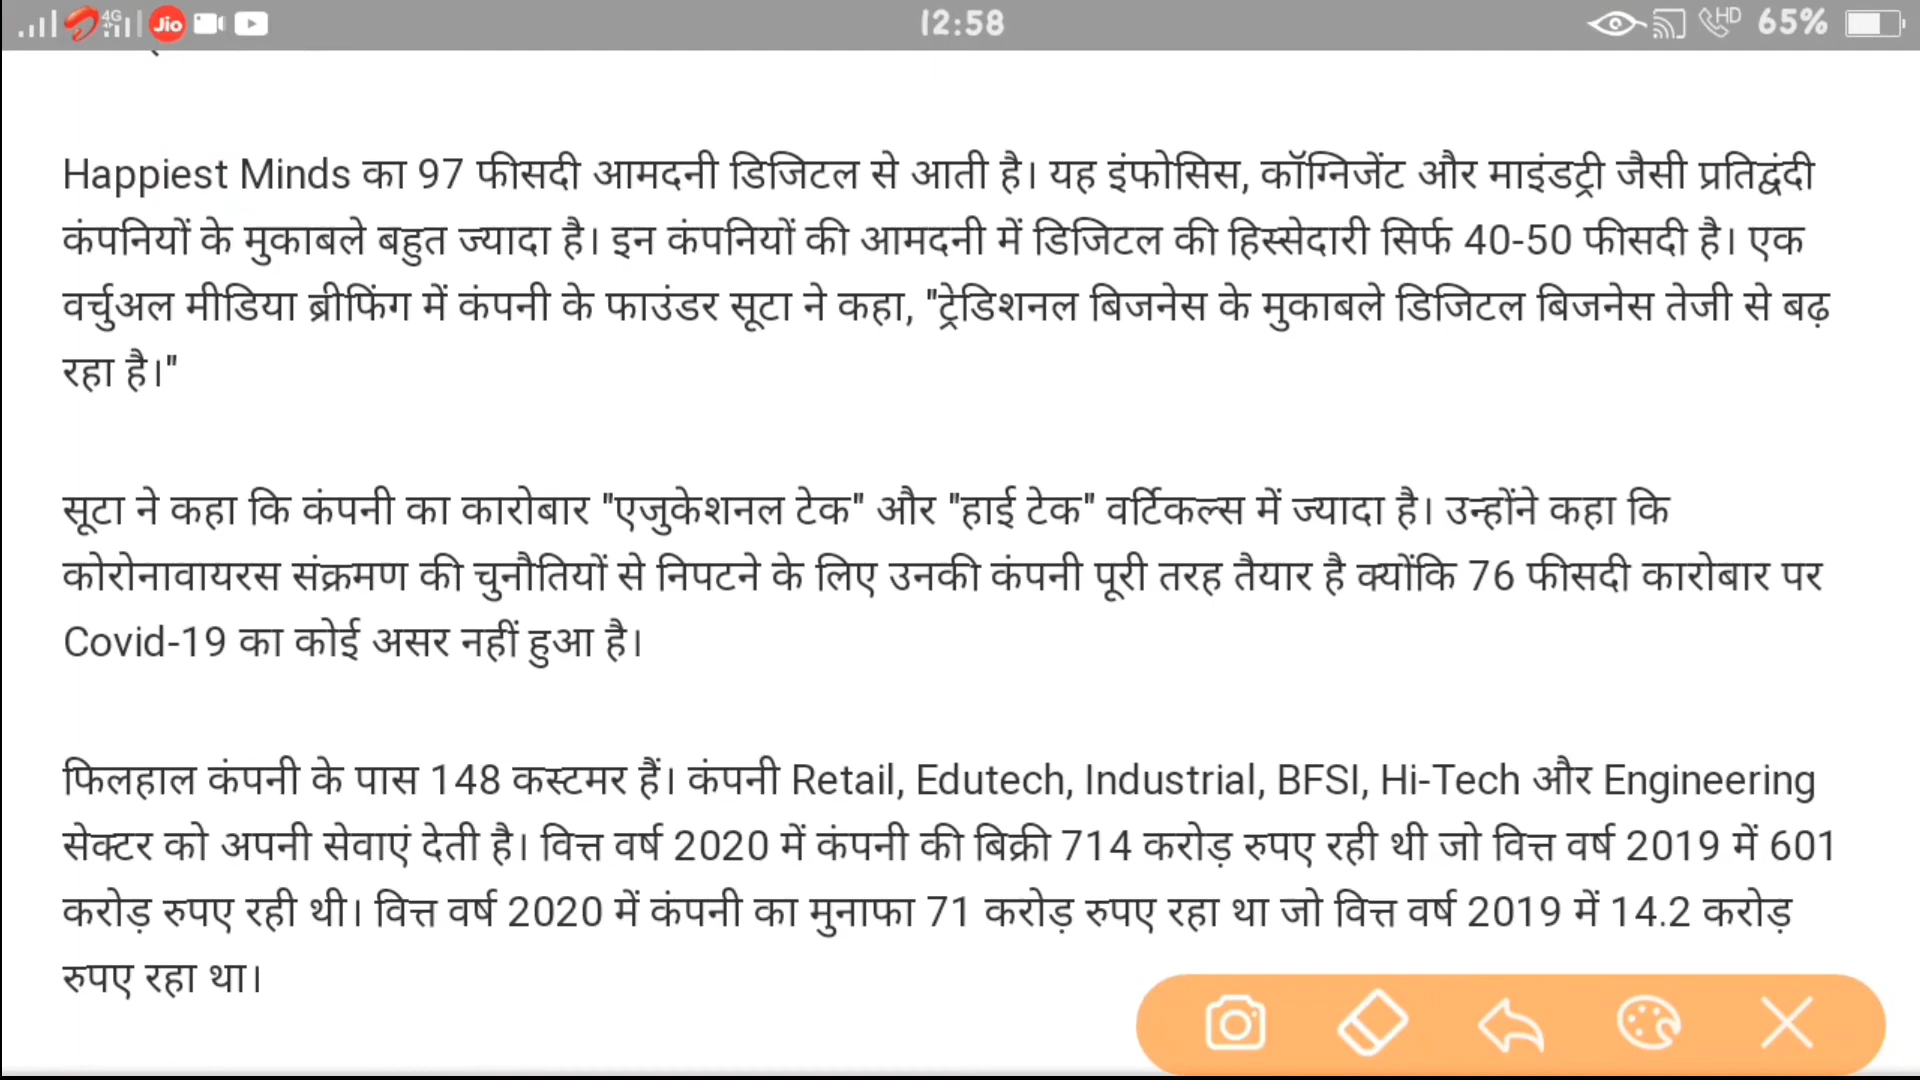 4G Jio 12:58 HD 65%
Happiest Minds का 97 फीसदी आमदनी डिजिटल से आती है। यह इंफोसिस, कॉग्निजेंट और माइंडट्री जैसी प्रतिद्वंदी
कंपनियों के मुकाबले बहुत ज्यादा है। इन कंपनियों की आमदनी में डिजिटल की हिस्सेदारी सिर्फ 40-50 फीसदी है। एक
वर्चुअल मीडिया ब्रीफिंग में कंपनी के फाउंडर सूटा ने कहा, "ट्रेडिशनल बिजनेस के मुकाबले डिजिटल बिजनेस तेजी से बढ़
रहा है।"
सूटा ने कहा कि कंपनी का कारोबार "एजुकेशनल टेक" और "हाई टेक" वर्टिकल्स में ज्यादा है। उन्होंने कहा कि
कोरोनावायरस संक्रमण की चुनौतियों से निपटने के लिए उनकी कंपनी पूरी तरह तैयार है क्योंकि 76 फीसदी कारोबार पर
Covid-19 का कोई असर नहीं हुआ है।
फिलहाल कंपनी के पास 148 कस्टमर हैं। कंपनी Retail, Edutech, Industrial, BFSI, Hi-Tech और Engineering
सेक्टर को अपनी सेवाएं देती है। वित्त वर्ष 2020 में कंपनी की बिक्री 714 करोड़ रुपए रही थी जो वित्त वर्ष 2019 में 601
करोड़ रुपए रही थी। वित्त वर्ष 2020 में कंपनी का मुनाफा 71 करोड़ रुपए रहा था जो वित्त वर्ष 2019 में 14.2 करोड़
रुपए रहा था।